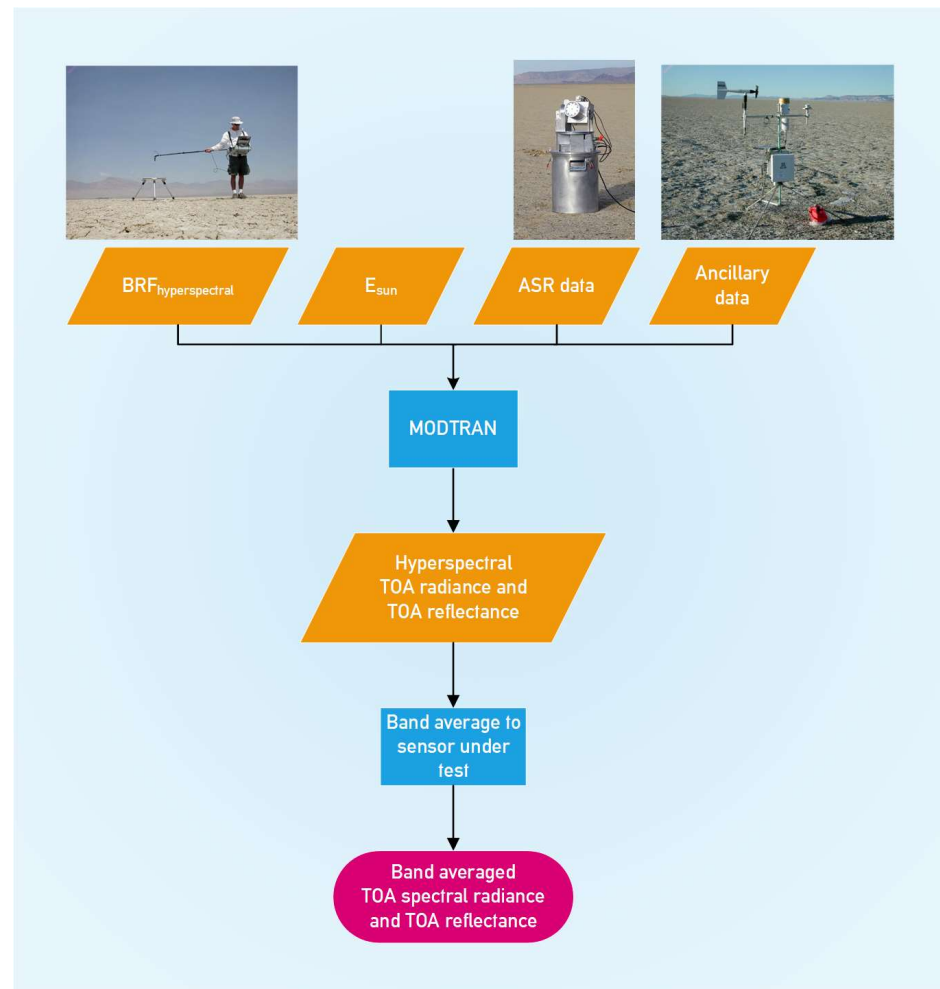 BRFhyperspectral
Esun
ASR data
Ancillary
data
MODTRAN
Hyperspectral
TOA radiance and
TOA reflectance
Band average to
sensor under
test
Band averaged
TOA spectral radiance
and TOA reflectance